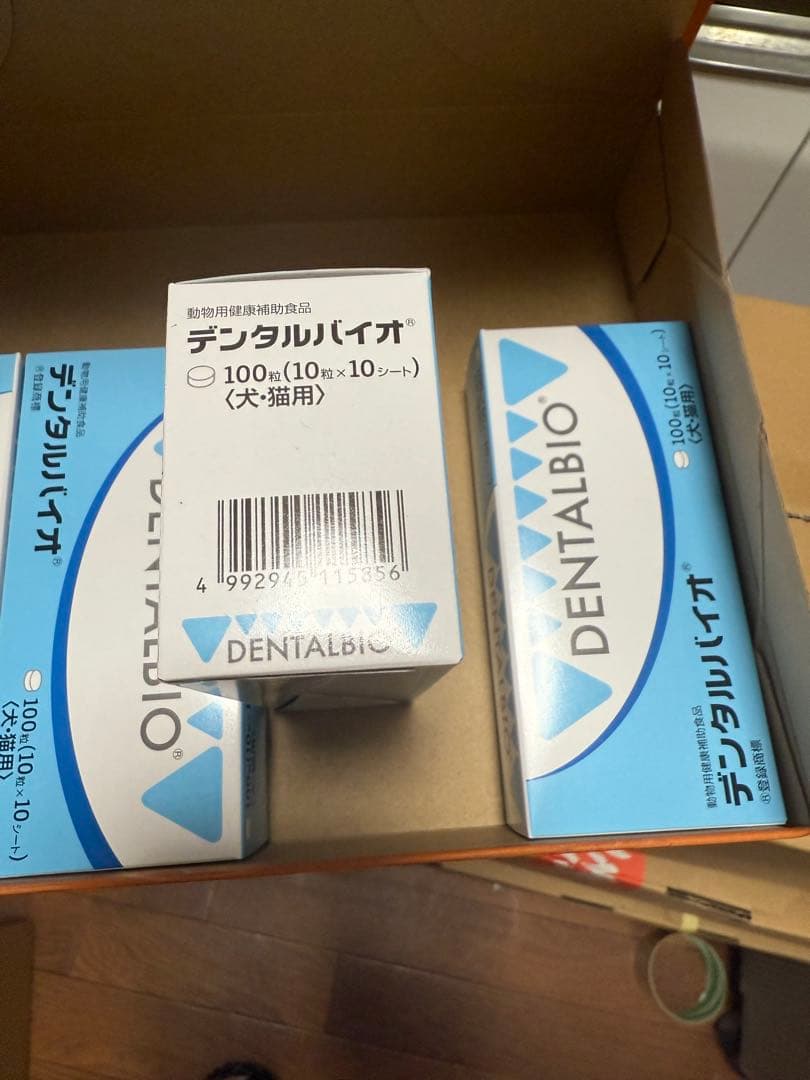 動物用健康補助食品
デンタルバイオ®
100粒(10粒×10シート)
〈犬・猫用〉
4 992945 115856
DENTALBIO
動物用健康補助食品
デンタルバイオ®
®登録商標
DENTALBIO®
100粒(10粒×10シート)
〈犬・猫用〉
DENTALBIO®
100粒(10粒×10シート)
〈犬・猫用〉
動物用健康補助食品
デンタルバイオ®
®登録商標